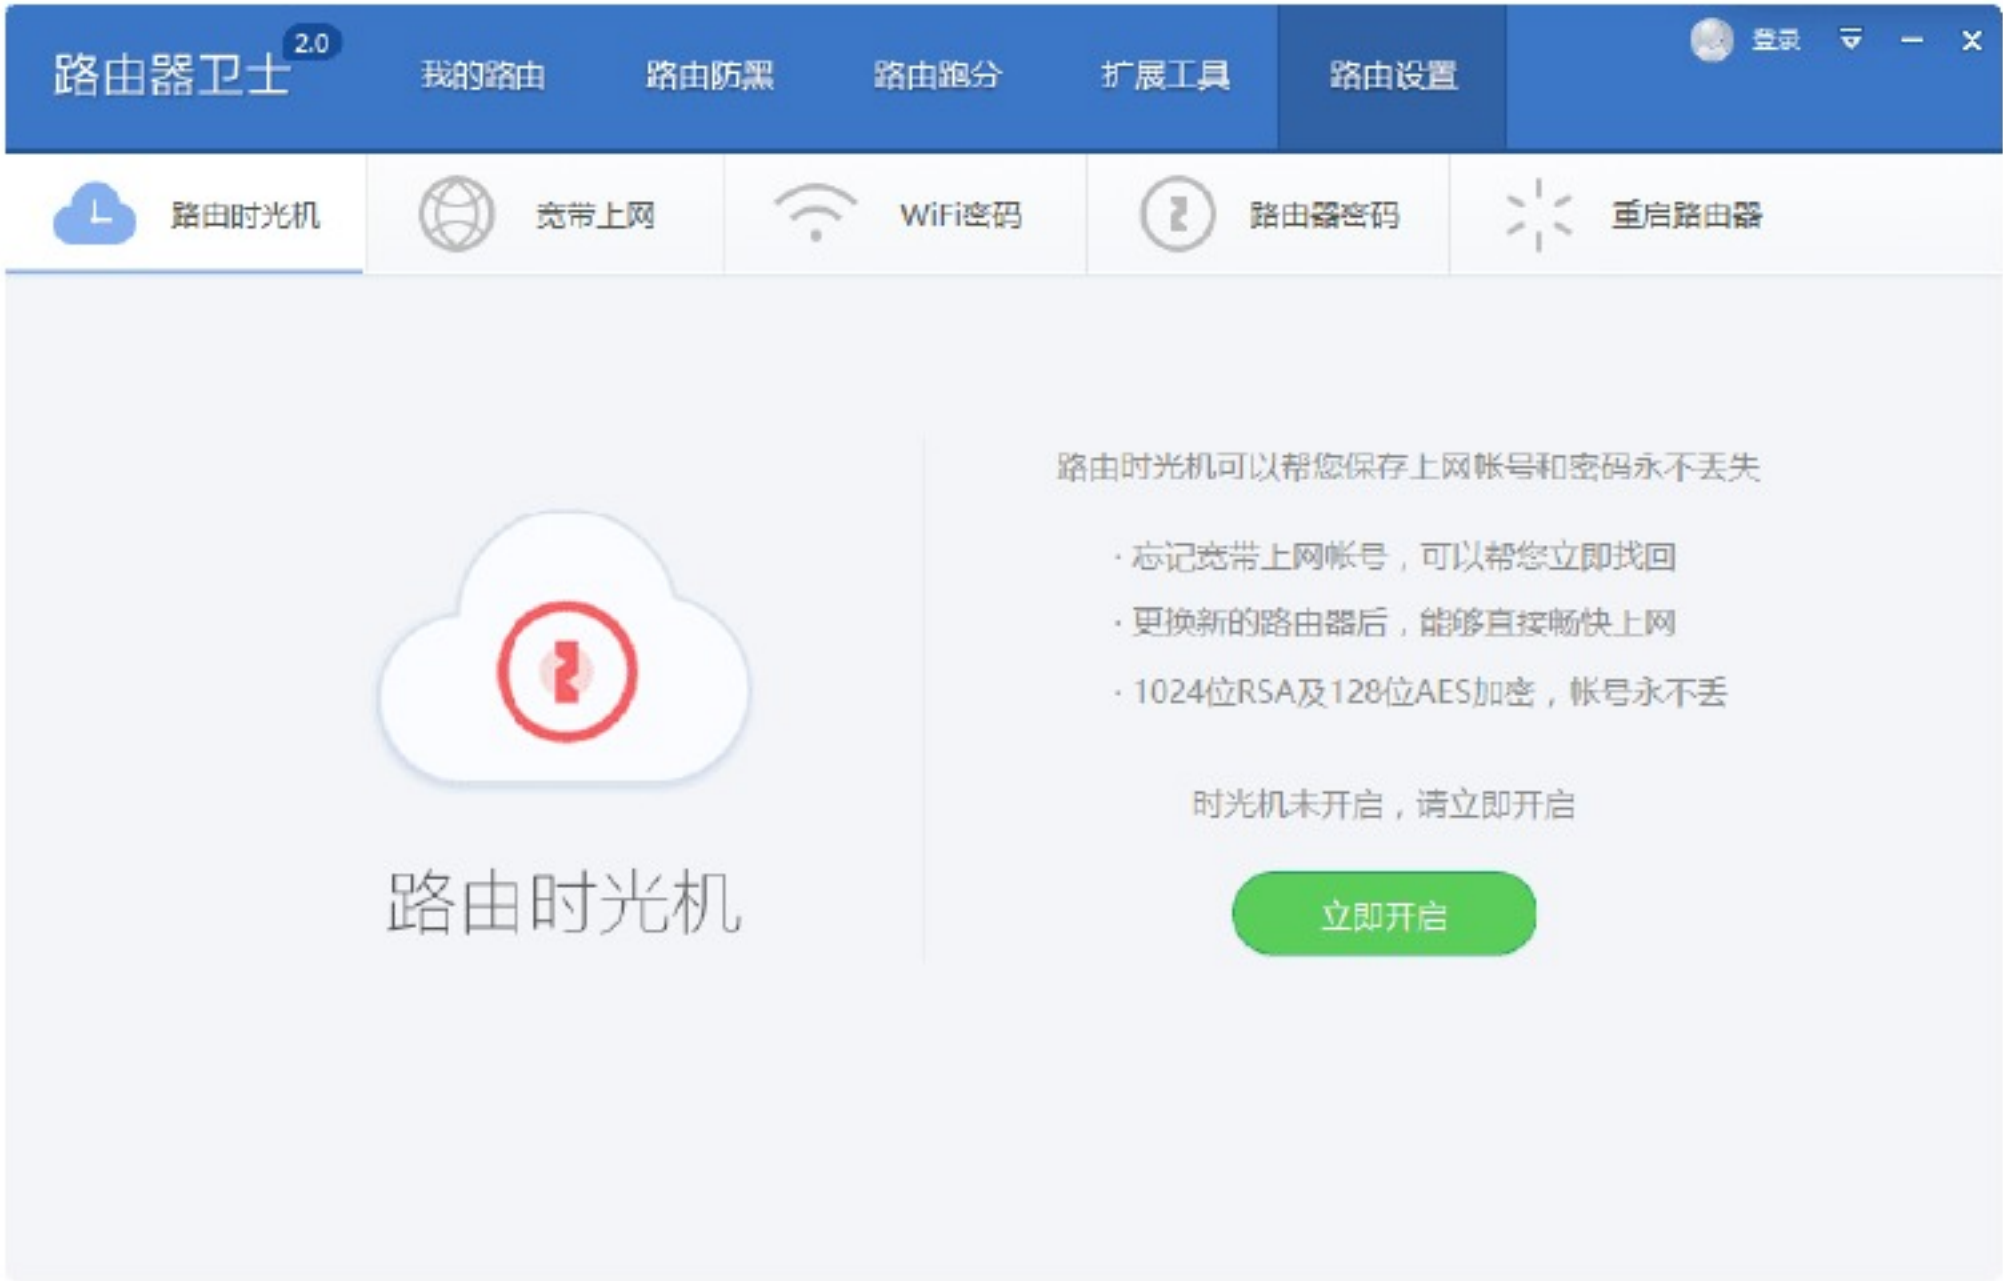 路由器卫士 2.0 我的路由 路由防黑 路由跑分 扩展工具 路由设置 登录
路由时光机 宽带上网 WiFi密码 路由器密码 重启路由器
路由时光机可以帮您保存上网帐号和密码永不丢失
· 忘记宽带上网帐号，可以帮您立即找回
· 更换新的路由器后，能够直接畅快上网
· 1024位RSA及128位AES加密，帐号永不丢
时光机未开启，请立即开启
路由时光机
立即开启